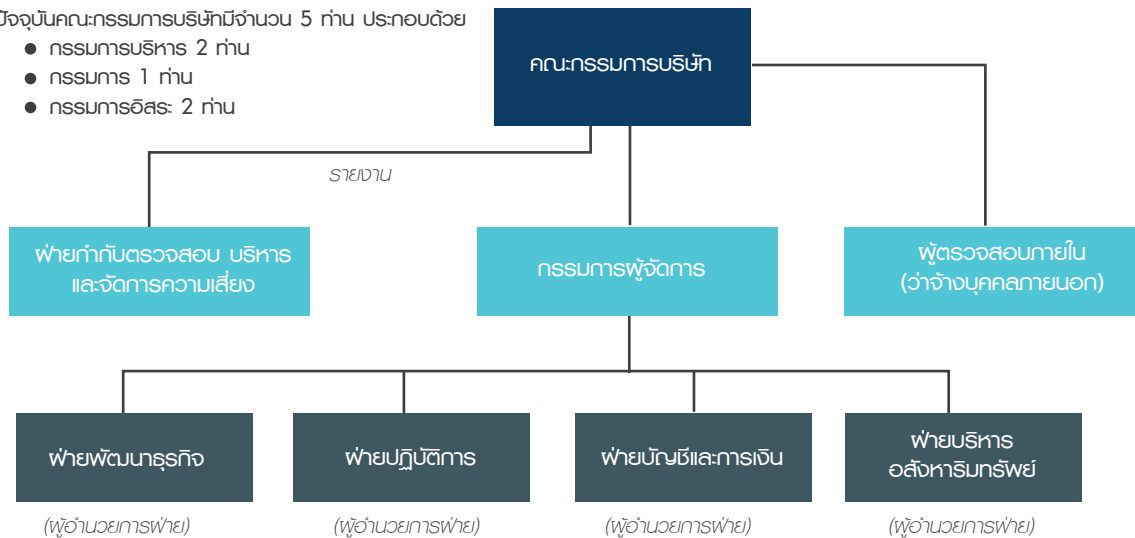 ปัจจุบันคณะกรรมการบริษัทมีจำนวน 5 ท่าน ประกอบด้วย
● กรรมการบริหาร 2 ท่าน
● กรรมการ 1 ท่าน
● กรรมการอิสระ 2 ท่าน
คณะกรรมการบริษัท
รายงาน
ฝ่ายกำกับตรวจสอบ บริหาร
และจัดการความเสี่ยง
กรรมการผู้จัดการ
ผู้ตรวจสอบภายใน
(ว่าจ้างบุคคลภายนอก)
ฝ่ายพัฒนาธุรกิจ
ฝ่ายปฏิบัติการ
ฝ่ายบัญชีและการเงิน
ฝ่ายบริหาร
อสังหาริมทรัพย์
(ผู้อำนวยการฝ่าย)
(ผู้อำนวยการฝ่าย)
(ผู้อำนวยการฝ่าย)
(ผู้อำนวยการฝ่าย)